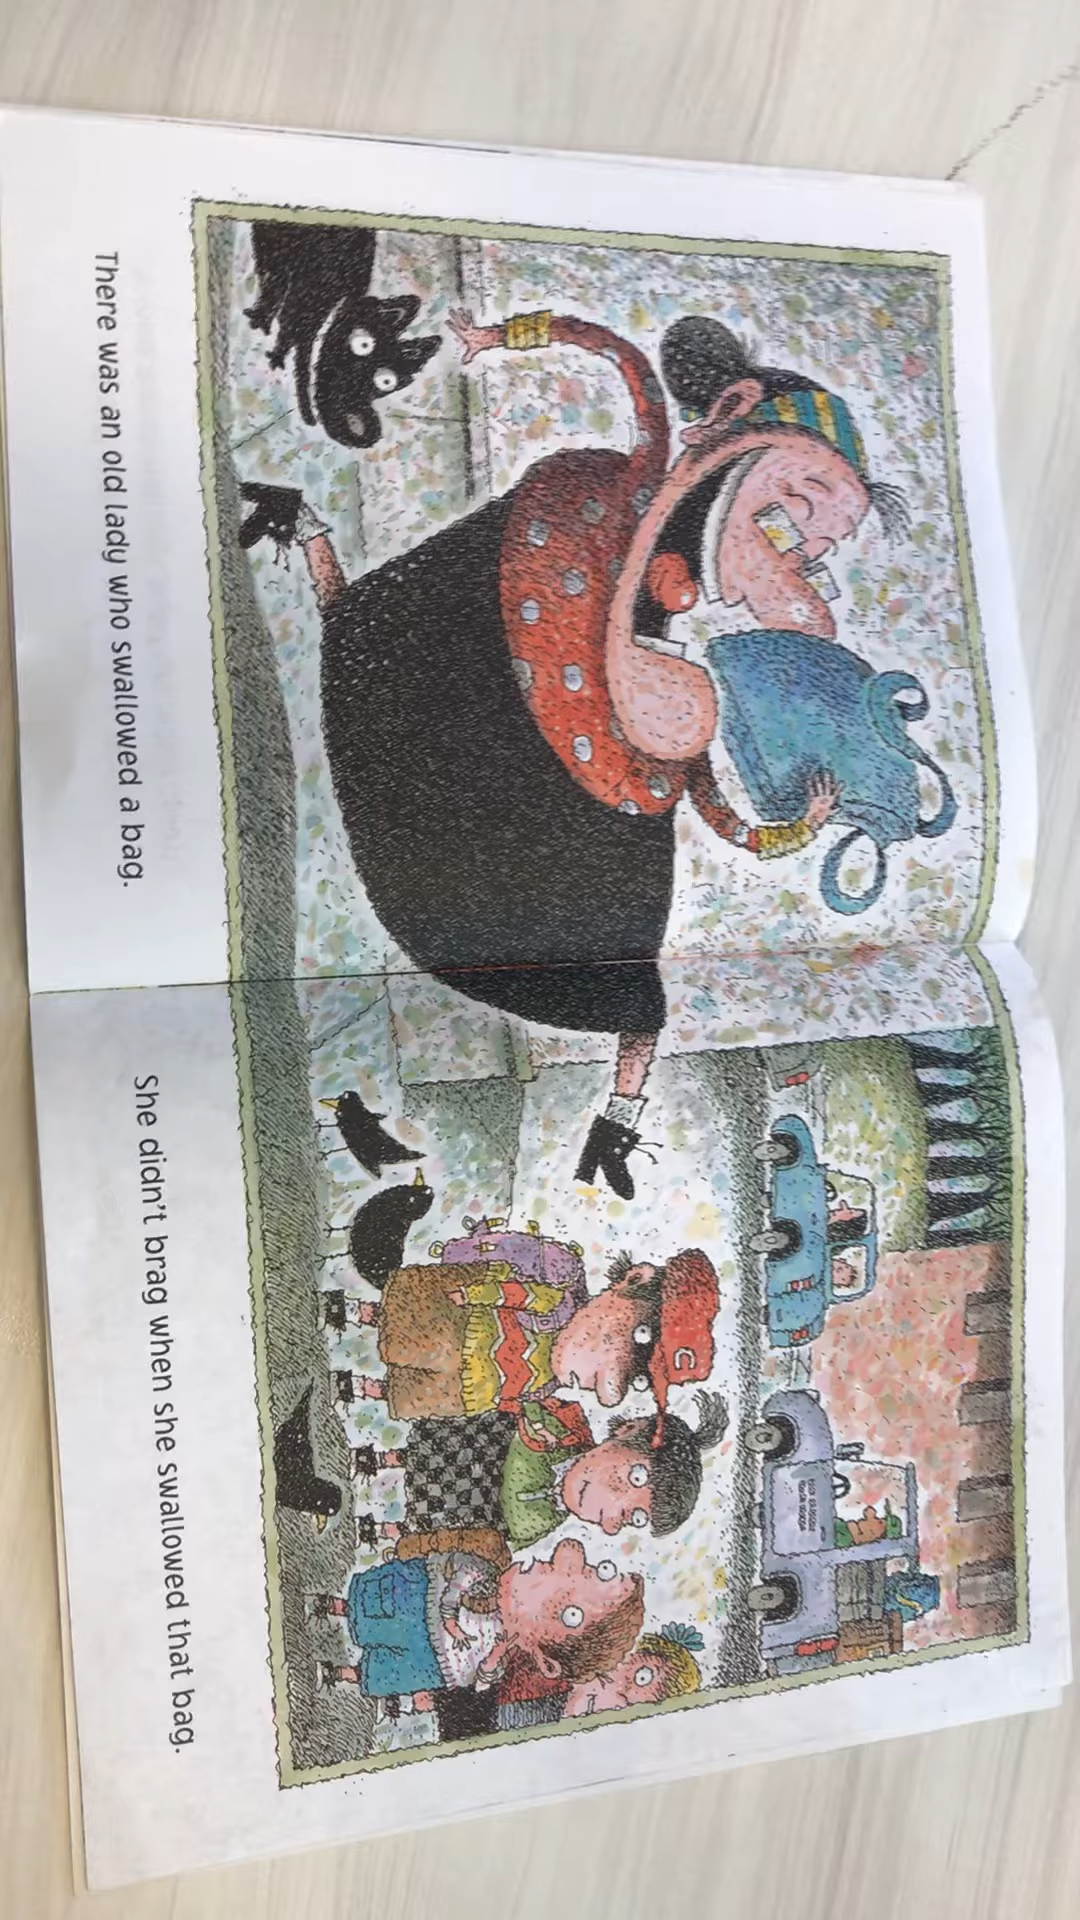 There was an old lady who swallowed a bag.
She didn't brag when she swallowed that bag.
C